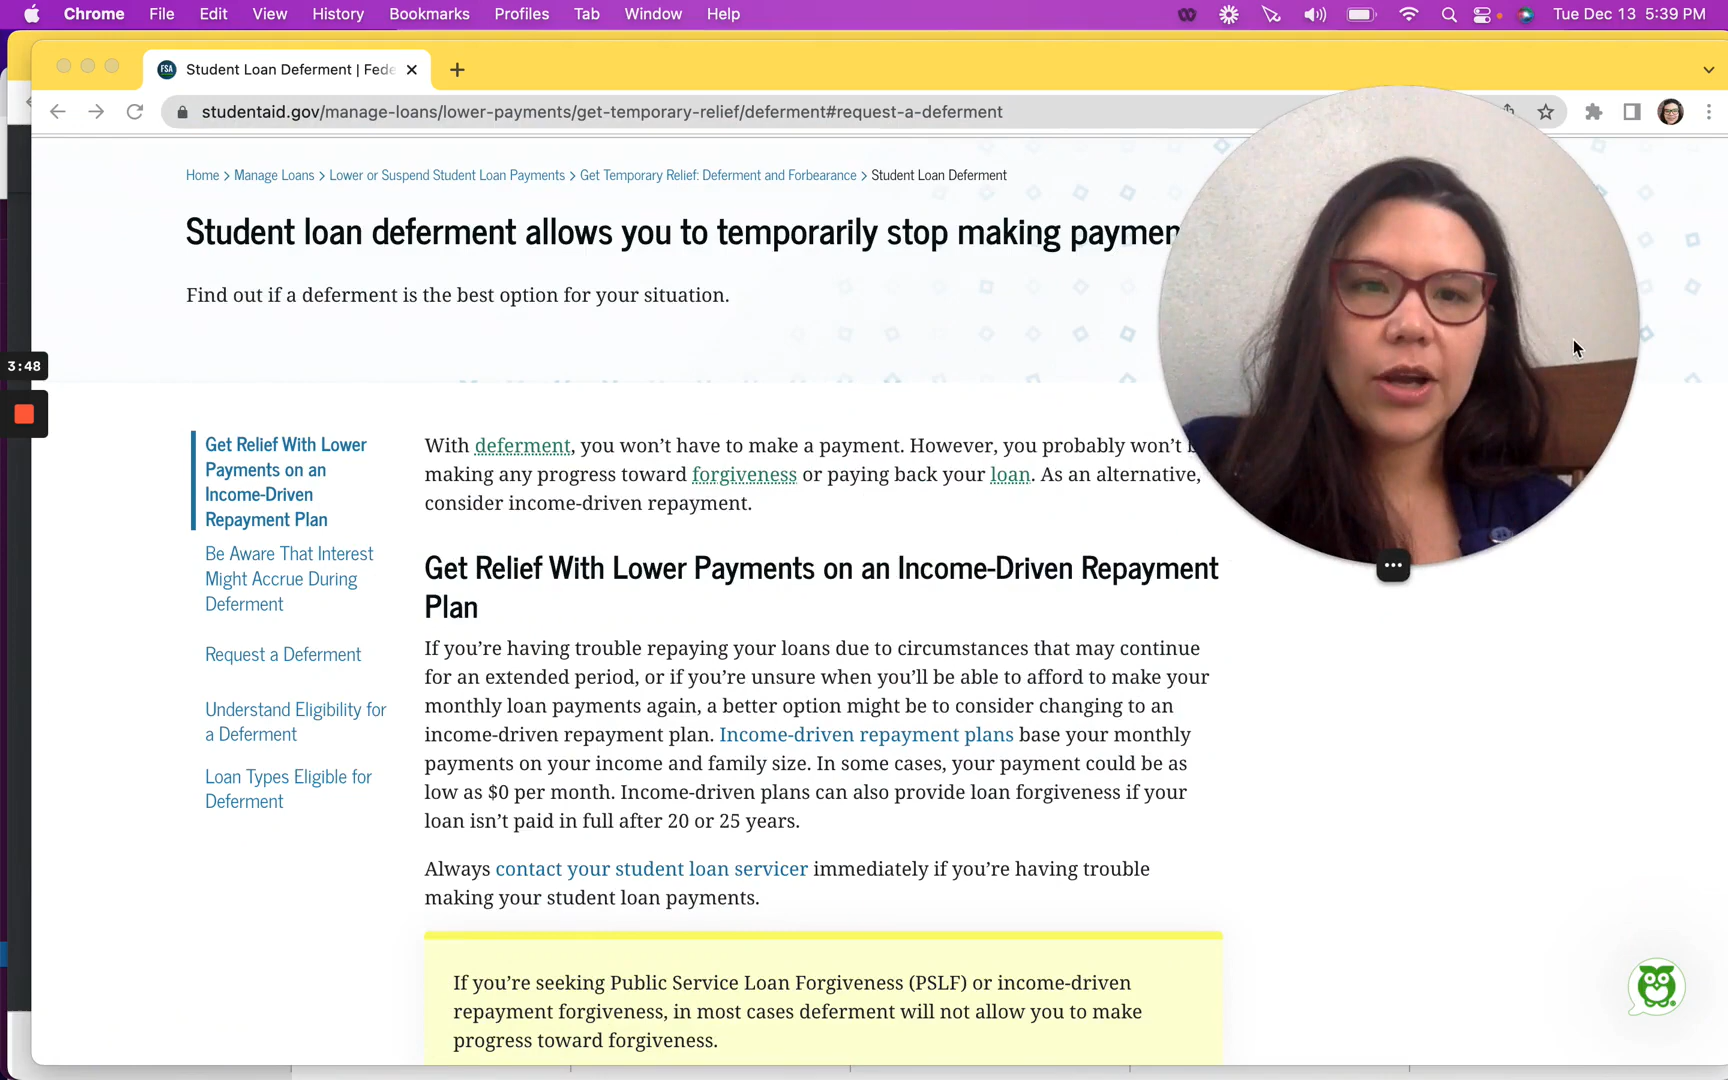 Chrome File Edit View History Bookmarks Profiles Tab Window Help Tue Dec 13 5:39 PM
FSA Student Loan Deferment | Fede
studentaid.gov/manage-loans/lower-payments/get-temporary-relief/deferment#request-a-deferment
Home > Manage Loans > Lower or Suspend Student Loan Payments > Get Temporary Relief: Deferment and Forbearance > Student Loan Deferment
Student loan deferment allows you to temporarily stop making paymen
Find out if a deferment is the best option for your situation.
3:48
Get Relief With Lower
Payments on an
Income-Driven
Repayment Plan
Be Aware That Interest
Might Accrue During
Deferment
Request a Deferment
Understand Eligibility for
a Deferment
Loan Types Eligible for
Deferment
With deferment, you won't have to make a payment. However, you probably won't
making any progress toward forgiveness or paying back your loan. As an alternative,
consider income-driven repayment.
Get Relief With Lower Payments on an Income-Driven Repayment
Plan
If you're having trouble repaying your loans due to circumstances that may continue
for an extended period, or if you're unsure when you'll be able to afford to make your
monthly loan payments again, a better option might be to consider changing to an
income-driven repayment plan. Income-driven repayment plans base your monthly
payments on your income and family size. In some cases, your payment could be as
low as $0 per month. Income-driven plans can also provide loan forgiveness if your
loan isn't paid in full after 20 or 25 years.
Always contact your student loan servicer immediately if you're having trouble
making your student loan payments.
If you're seeking Public Service Loan Forgiveness (PSLF) or income-driven
repayment forgiveness, in most cases deferment will not allow you to make
progress toward forgiveness.